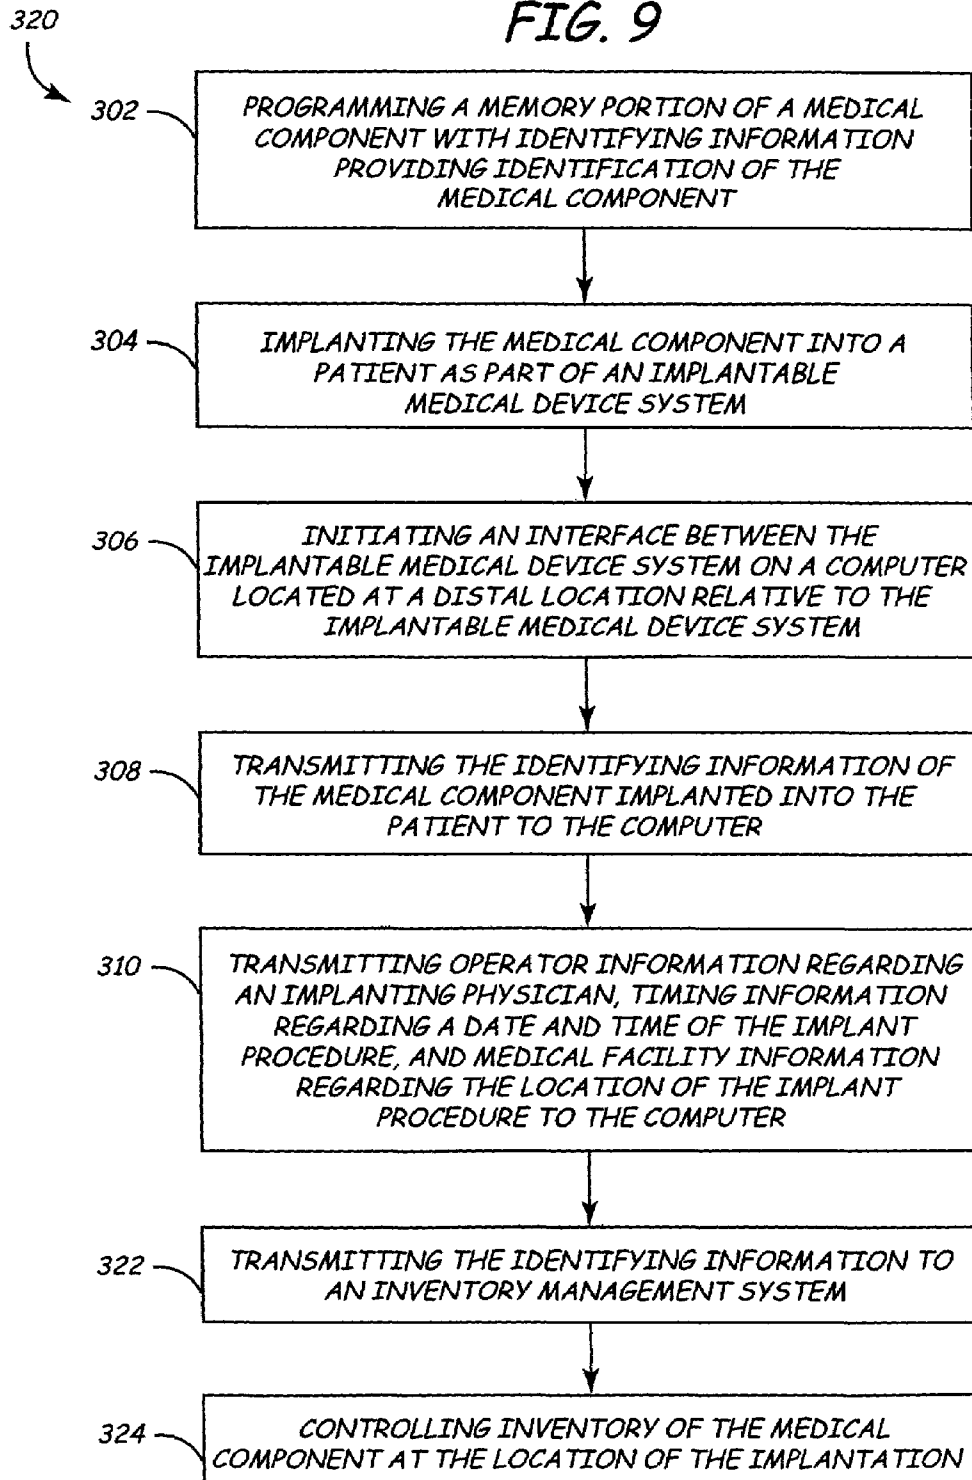 FIG. 9
320
302
PROGRAMMING A MEMORY PORTION OF A MEDICAL
COMPONENT WITH IDENTIFYING INFORMATION
PROVIDING IDENTIFICATION OF THE
MEDICAL COMPONENT
304
IMPLANTING THE MEDICAL COMPONENT INTO A
PATIENT AS PART OF AN IMPLANTABLE
MEDICAL DEVICE SYSTEM
306
INITIATING AN INTERFACE BETWEEN THE
IMPLANTABLE MEDICAL DEVICE SYSTEM ON A COMPUTER
LOCATED AT A DISTAL LOCATION RELATIVE TO THE
IMPLANTABLE MEDICAL DEVICE SYSTEM
308
TRANSMITTING THE IDENTIFYING INFORMATION OF
THE MEDICAL COMPONENT IMPLANTED INTO THE
PATIENT TO THE COMPUTER
310
TRANSMITTING OPERATOR INFORMATION REGARDING
AN IMPLANTING PHYSICIAN, TIMING INFORMATION
REGARDING A DATE AND TIME OF THE IMPLANT
PROCEDURE, AND MEDICAL FACILITY INFORMATION
REGARDING THE LOCATION OF THE IMPLANT
PROCEDURE TO THE COMPUTER
322
TRANSMITTING THE IDENTIFYING INFORMATION TO
AN INVENTORY MANAGEMENT SYSTEM
324
CONTROLLING INVENTORY OF THE MEDICAL
COMPONENT AT THE LOCATION OF THE IMPLANTATION